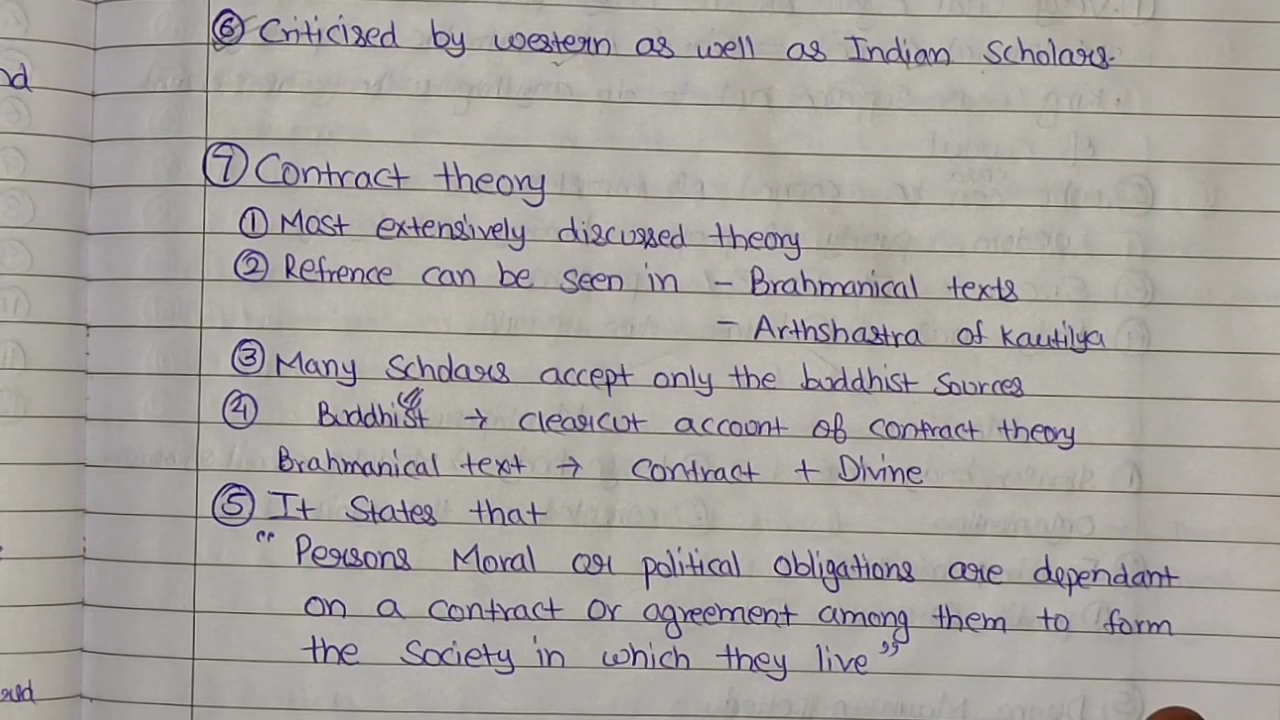 ⑥ Criticised by western as well as Indian Scholars.
nd
⑦ Contract theory
① Most extensively discussed theory
② Refrence can be seen in – Brahmanical texts
– Arthshastra of Kautilya
③ Many Scholars accept only the buddhist Sources
④ Buddhist → clearcut account of contract theory
Brahmanical text → contract + Divine
⑤ It States that
“ Persons Moral or political obligations are dependant
on a contract or agreement among them to form
the Society in which they live ”